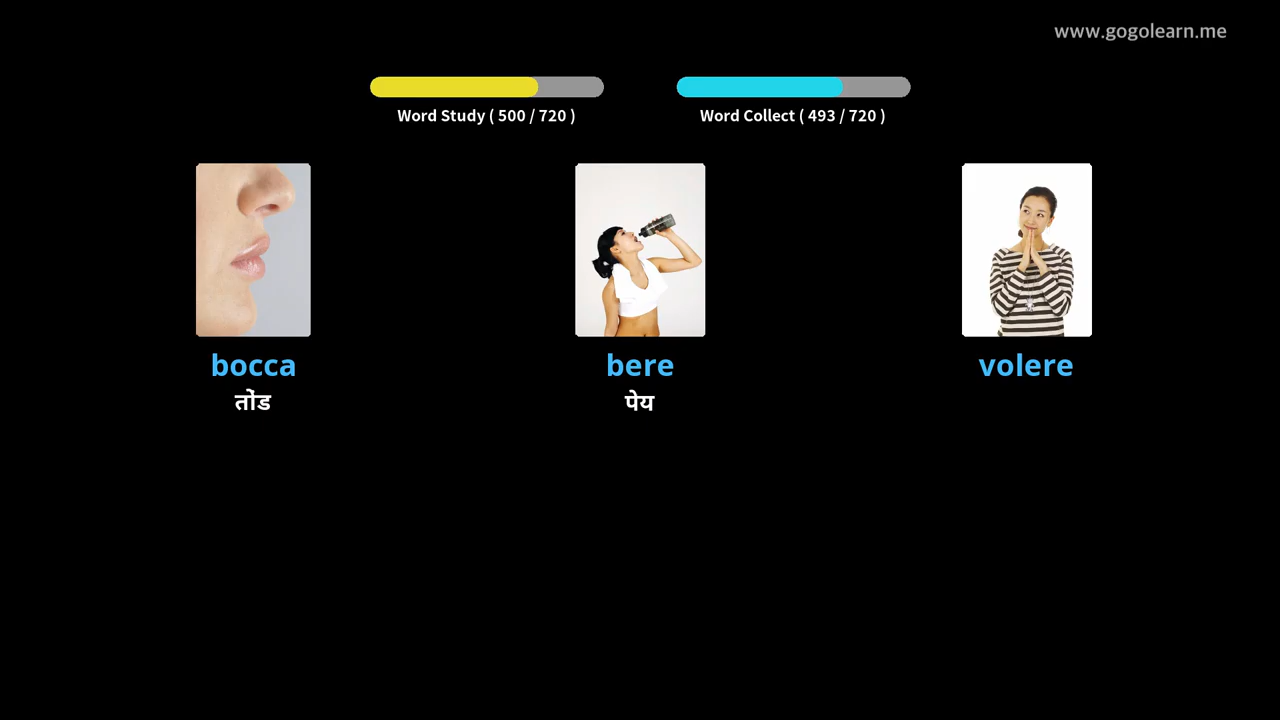 www.gogolearn.me
Word Study ( 500 / 720 )
Word Collect ( 493 / 720 )
bocca
bere
volere
तोंड
पेय